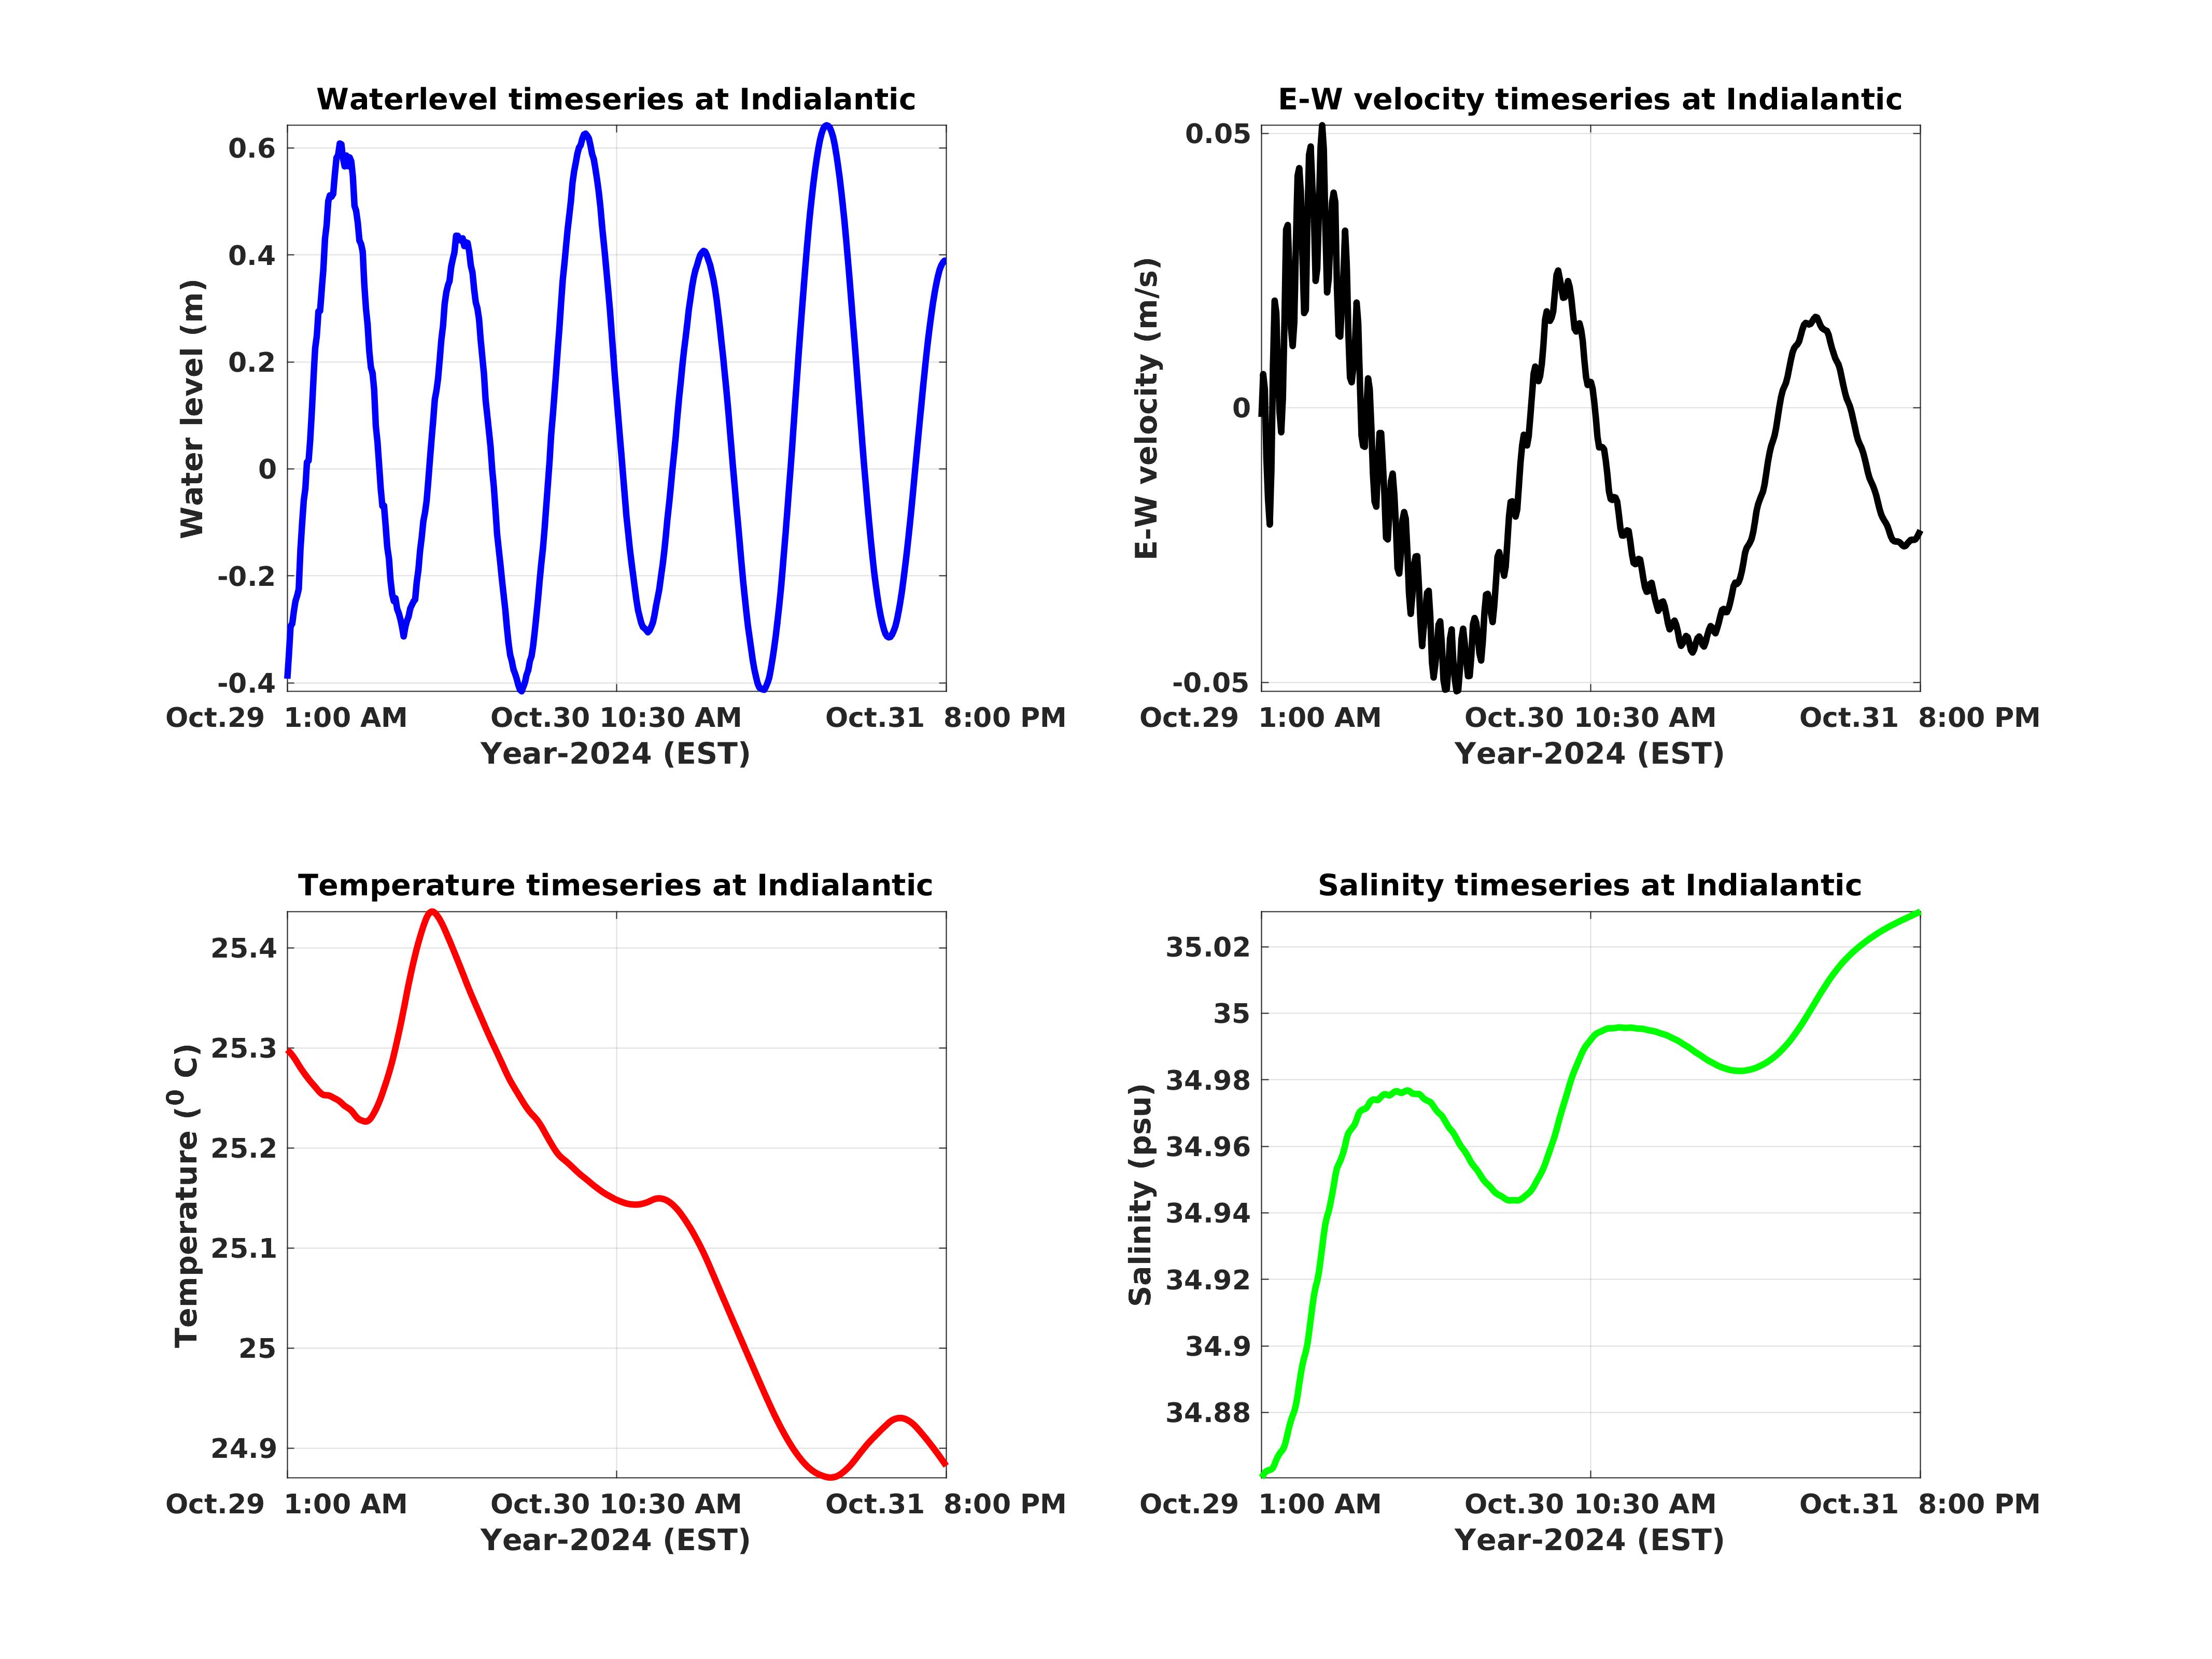 Waterlevel timeseries at Indialantic
0.6
0.4
0.2
0
-0.2
-0.4
Water level (m)
Oct.29 1:00 AM Oct.30 10:30 AM Oct.31 8:00 PM
Year-2024 (EST)
E-W velocity timeseries at Indialantic
0.05
0
-0.05
E-W velocity (m/s)
Oct.29 1:00 AM Oct.30 10:30 AM Oct.31 8:00 PM
Year-2024 (EST)
Temperature timeseries at Indialantic
25.4
25.3
25.2
25.1
25
24.9
Temperature (⁰ C)
Oct.29 1:00 AM Oct.30 10:30 AM Oct.31 8:00 PM
Year-2024 (EST)
Salinity timeseries at Indialantic
35.02
35
34.98
34.96
34.94
34.92
34.9
34.88
Salinity (psu)
Oct.29 1:00 AM Oct.30 10:30 AM Oct.31 8:00 PM
Year-2024 (EST)